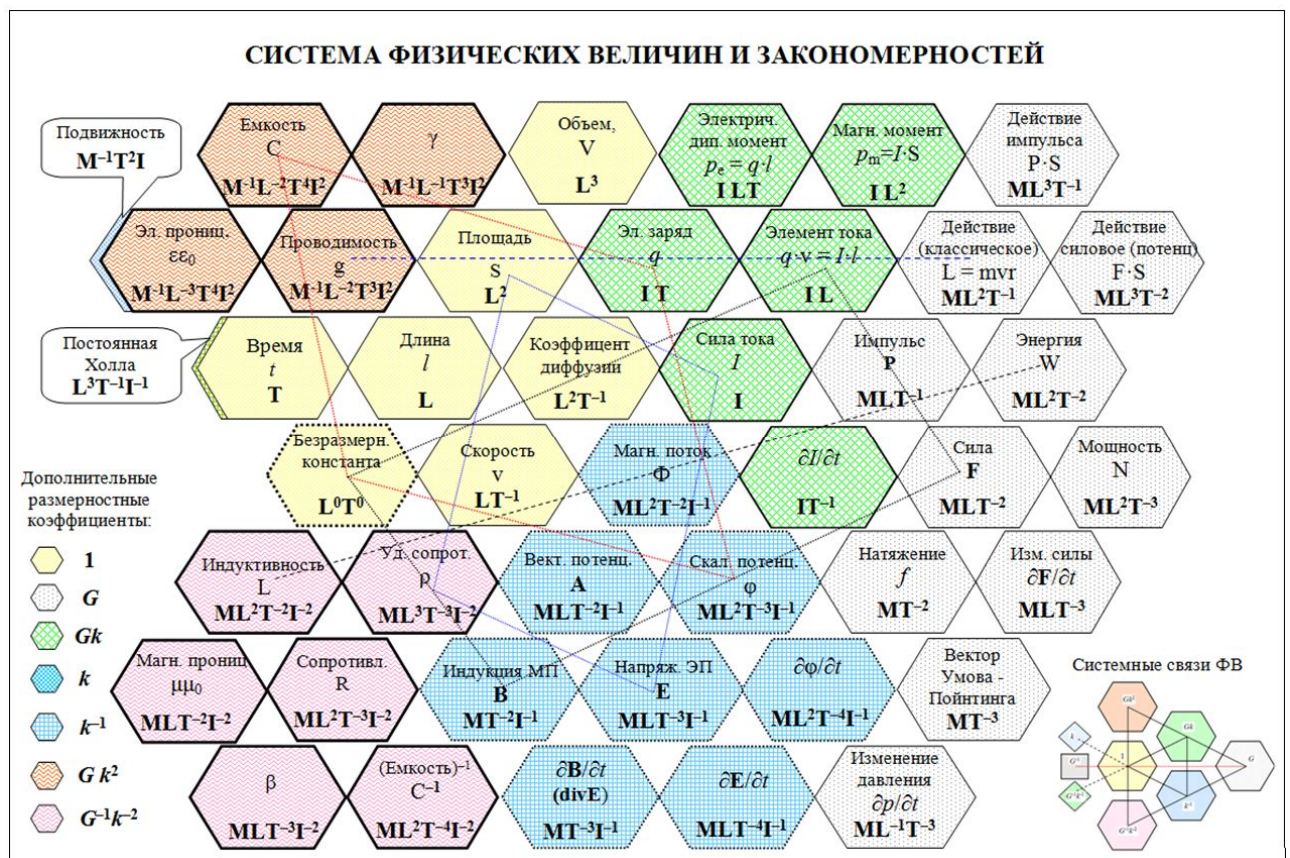 СИСТЕМА ФИЗИЧЕСКИХ ВЕЛИЧИН И ЗАКОНОМЕРНОСТЕЙ
Подвижность
M⁻¹T²I
Емкость
C
M⁻¹L⁻²T⁴I²
γ
M⁻¹L⁻¹T³I²
Объем,
V
L³
Электрич.
дип. момент
pₑ = q·l
I LT
Магн. момент
pₘ=I·S
I L²
Действие
импульса
P·S
ML³T⁻¹
Эл. прониц.
εε₀
M⁻¹L⁻³T⁴I²
Проводимость
g
M⁻¹L⁻²T³I²
Площадь
s
L²
Эл. заряд
q
I T
Элемент тока
q·v = I·l
I L
Действие
(классическое)
L = mvr
ML²T⁻¹
Действие
силовое (потенц)
F·S
ML³T⁻²
Постоянная
Холла
L³T⁻¹I⁻¹
Время
t
T
Длина
l
L
Коэффицент
диффузии
L²T⁻¹
Сила тока
I
I
Импульс
P
MLT⁻¹
Энергия
W
ML²T⁻²
Безразмерн.
константа
L⁰T⁰
Скорость
v
LT⁻¹
Магн. поток
Ф
ML²T⁻²I⁻¹
∂I/∂t
IT⁻¹
Сила
F
MLT⁻²
Мощность
N
ML²T⁻³
Дополнительные
размерностные
коэффициенты:
1
G
Gk
k
k⁻¹
G k²
G⁻¹k⁻²
Индуктивность
L
ML²T⁻²I⁻²
Уд. сопрот.
ρ
ML³T⁻³I⁻²
Вект. потенц.
A
MLT⁻²I⁻¹
Скал. потенц.
φ
ML²T⁻³I⁻¹
Натяжение
f
MT⁻²
Изм. силы
∂F/∂t
MLT⁻³
Магн. прониц
μμ₀
MLT⁻²I⁻²
Сопротивл.
R
ML²T⁻³I⁻²
Индукция МП
B
MT⁻²I⁻¹
Напряж. ЭП
E
MLT⁻³I⁻¹
∂φ/∂t
ML²T⁻⁴I⁻¹
Вектор
Умова -
Пойнтинга
MT⁻³
β
MLT⁻³I⁻²
(Емкость)⁻¹
C⁻¹
ML²T⁻⁴I⁻²
∂B/∂t
(divE)
MT⁻³I⁻¹
∂E/∂t
MLT⁻⁴I⁻¹
Изменение
давления
∂p/∂t
ML⁻¹T⁻³
Системные связи ФВ
Gk
1
G